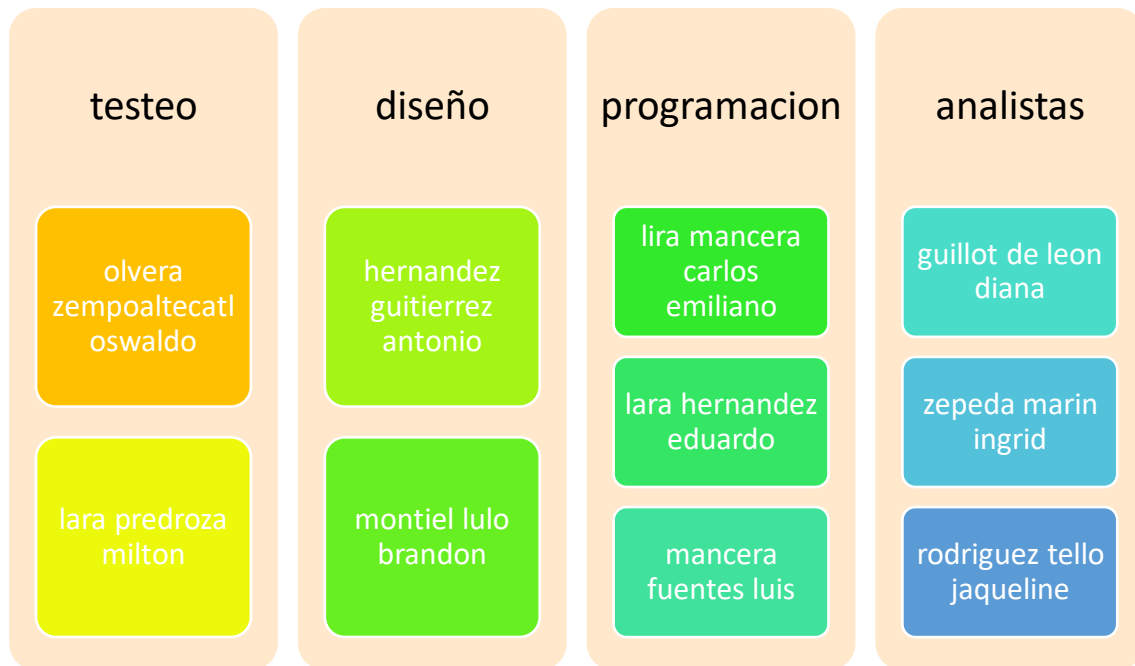 testeo
olvera
zempoaltecatl
oswaldo
lara predroza
milton
diseño
hernandez
guitierrez
antonio
montiel lulo
brandon
programacion
lira mancera
carlos
emiliano
lara hernandez
eduardo
mancera
fuentes luis
analistas
guillot de leon
diana
zepeda marin
ingrid
rodriguez tello
jaqueline